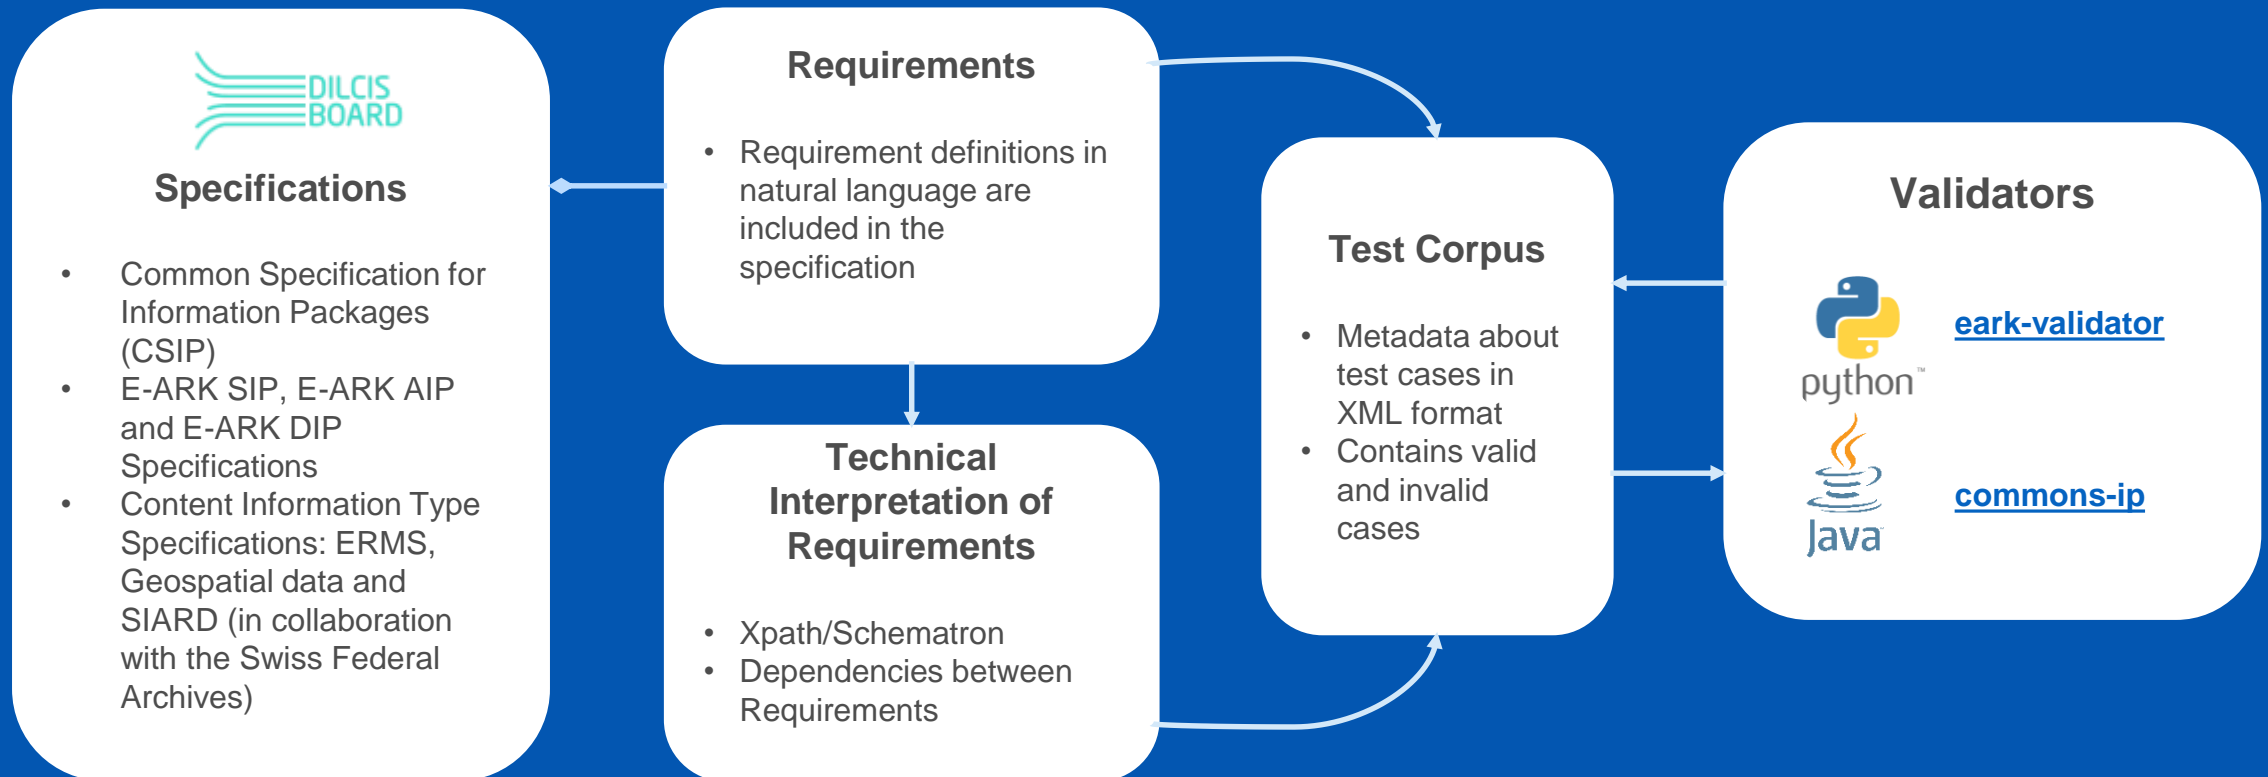 DILCIS
BOARD
Specifications
• Common Specification for
Information Packages
(CSIP)
• E-ARK SIP, E-ARK AIP
and E-ARK DIP
Specifications
• Content Information Type
Specifications: ERMS,
Geospatial data and
SIARD (in collaboration
with the Swiss Federal
Archives)
Requirements
• Requirement definitions in
natural language are
included in the
specification
Technical
Interpretation of
Requirements
• Xpath/Schematron
• Dependencies between
Requirements
Test Corpus
• Metadata about
test cases in
XML format
• Contains valid
and invalid
cases
Validators
python™
eark-validator
Java™
commons-ip